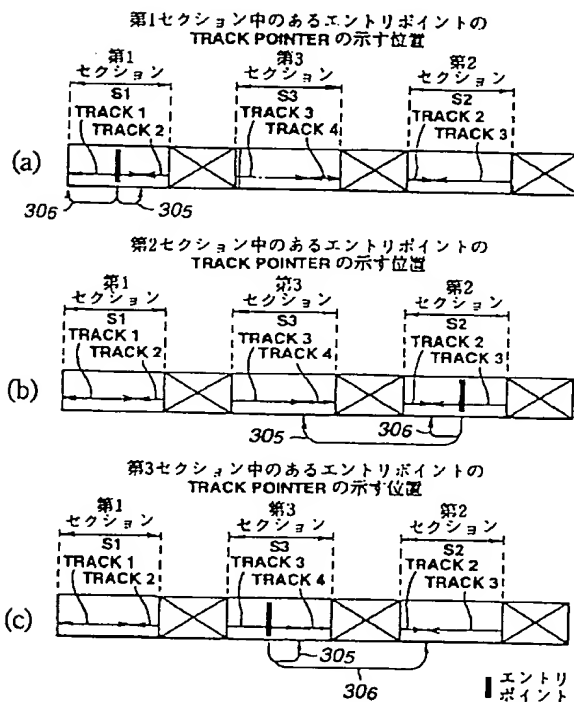 第1セクション中のあるエントリポイントの
TRACK POINTER の示す位置
第1 第3 第2
セクション セクション セクション
S1 S3 S2
TRACK 1 TRACK 3 TRACK 2
TRACK 2 TRACK 4 TRACK 3
(a)
306 305
第2セクション中のあるエントリポイントの
TRACK POINTER の示す位置
第1 第3 第2
セクション セクション セクション
S1 S3 S2
TRACK 1 TRACK 3 TRACK 2
TRACK 2 TRACK 4 TRACK 3
(b)
305 306
第3セクション中のあるエントリポイントの
TRACK POINTER の示す位置
第1 第3 第2
セクション セクション セクション
S1 S3 S2
TRACK 1 TRACK 3 TRACK 2
TRACK 2 TRACK 4 TRACK 3
(c)
305
306
エントリ
ポイント